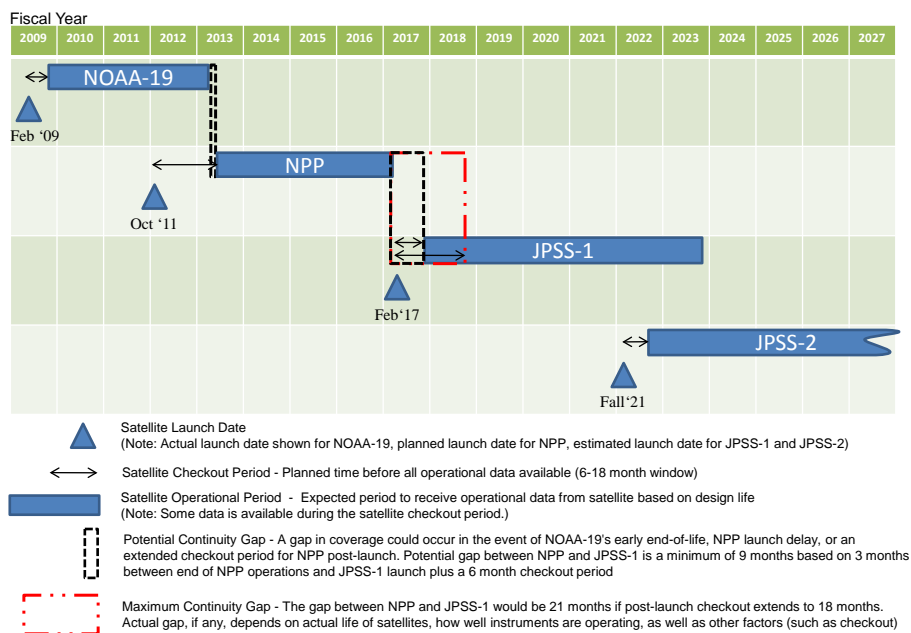 Fiscal Year
2009 2010 2011 2012 2013 2014 2015 2016 2017 2018 2019 2020 2021 2022 2023 2024 2025 2026 2027
NOAA-19
Feb ‘09
NPP
Oct ‘11
JPSS-1
Feb‘17
JPSS-2
Fall‘21
Satellite Launch Date
(Note: Actual launch date shown for NOAA-19, planned launch date for NPP, estimated launch date for JPSS-1 and JPSS-2)
Satellite Checkout Period - Planned time before all operational data available (6-18 month window)
Satellite Operational Period - Expected period to receive operational data from satellite based on design life
(Note: Some data is available during the satellite checkout period.)
Potential Continuity Gap - A gap in coverage could occur in the event of NOAA-19's early end-of-life, NPP launch delay, or an
extended checkout period for NPP post-launch. Potential gap between NPP and JPSS-1 is a minimum of 9 months based on 3 months
between end of NPP operations and JPSS-1 launch plus a 6 month checkout period
Maximum Continuity Gap - The gap between NPP and JPSS-1 would be 21 months if post-launch checkout extends to 18 months.
Actual gap, if any, depends on actual life of satellites, how well instruments are operating, as well as other factors (such as checkout)